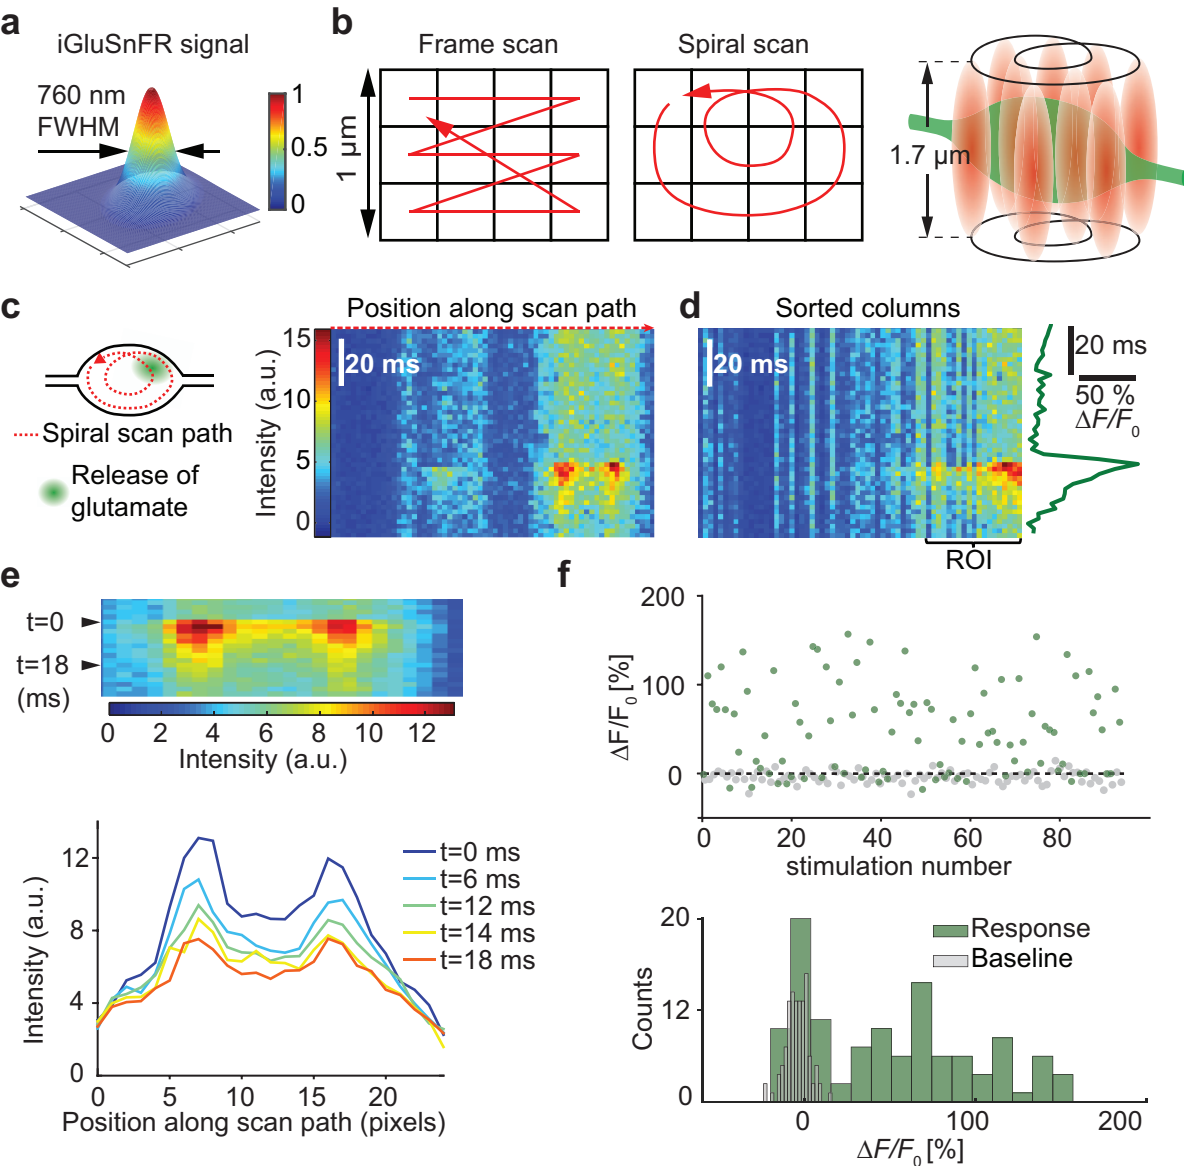 a
iGluSnFR signal
760 nm
FWHM
1
0.5
0
b
Frame scan
Spiral scan
1 µm
1.7 µm
c
Spiral scan path
Release of
glutamate
Position along scan path
Intensity (a.u.)
15
10
5
0
20 ms
d
Sorted columns
20 ms
20 ms
50 %
ΔF/F0
ROI
e
t=0
t=18
(ms)
0 2 4 6 8 10 12
Intensity (a.u.)
Intensity (a.u.)
12
8
4
0
t=0 ms
t=6 ms
t=12 ms
t=14 ms
t=18 ms
0 5 10 15 20
Position along scan path (pixels)
f
ΔF/F0 [%]
200
100
0
0 20 40 60 80
stimulation number
Counts
20
12
0
Response
Baseline
0 100 200
ΔF/F0 [%]